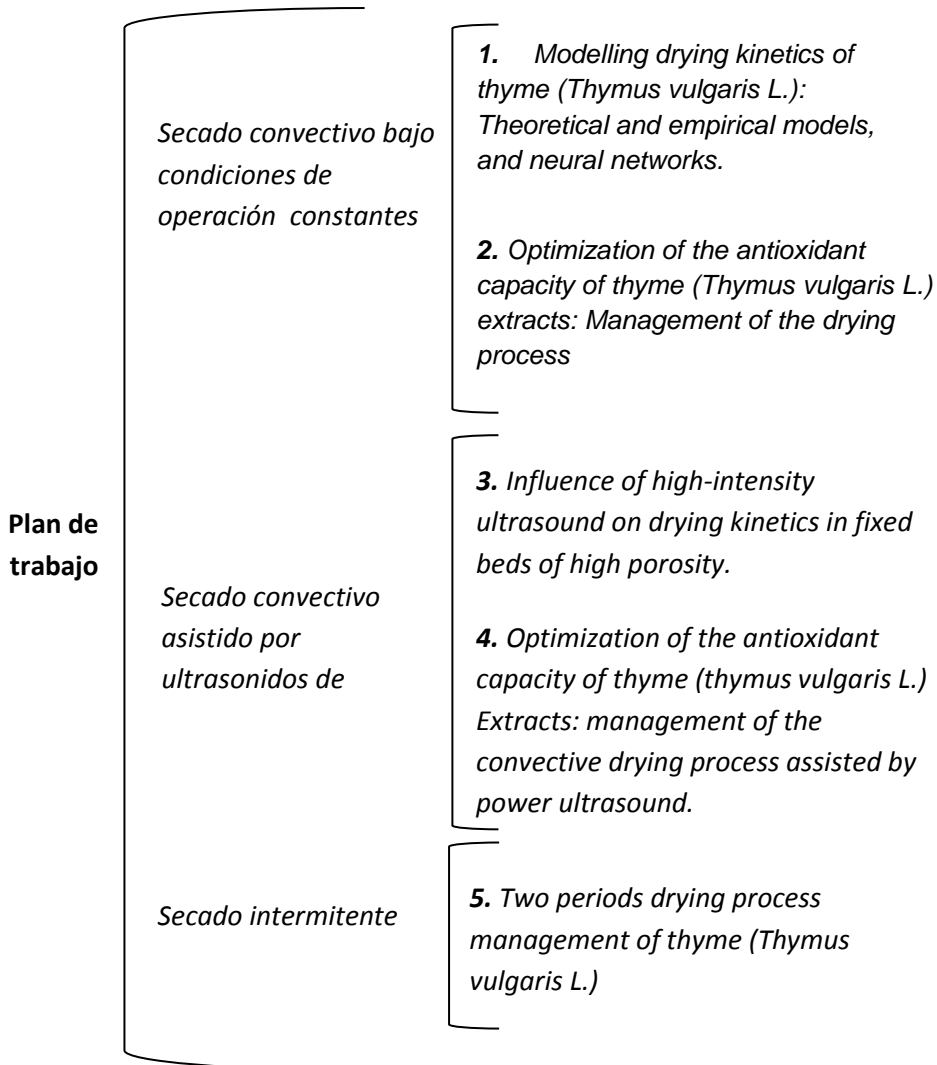 Plan de
trabajo
Secado convectivo bajo
condiciones de
operación constantes
1. Modelling drying kinetics of
thyme (Thymus vulgaris L.):
Theoretical and empirical models,
and neural networks.
2. Optimization of the antioxidant
capacity of thyme (Thymus vulgaris L.)
extracts: Management of the drying
process
Secado convectivo
asistido por
ultrasonidos de
3. Influence of high-intensity
ultrasound on drying kinetics in fixed
beds of high porosity.
4. Optimization of the antioxidant
capacity of thyme (thymus vulgaris L.)
Extracts: management of the
convective drying process assisted by
power ultrasound.
Secado intermitente
5. Two periods drying process
management of thyme (Thymus
vulgaris L.)